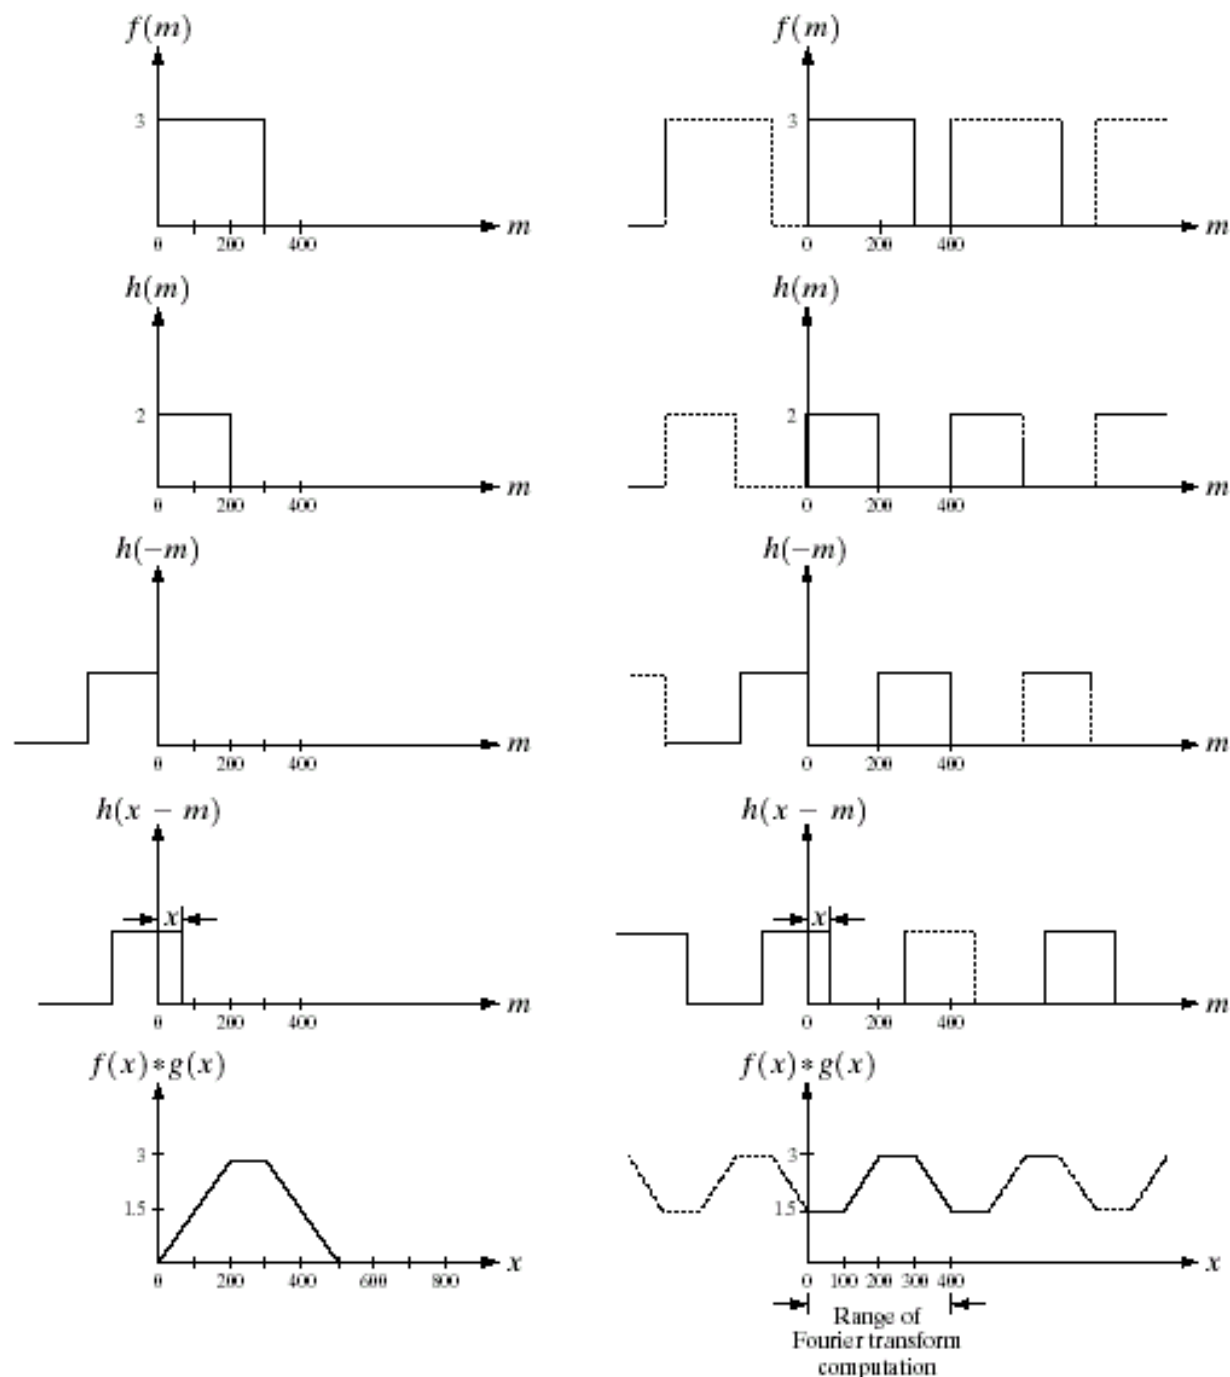 f(m)
3
0 200 400 m
f(m)
3
0 200 400 m
h(m)
2
0 200 400 m
h(m)
2
0 200 400 m
h(−m)
0 200 400 m
h(−m)
0 200 400 m
h(x − m)
x
0 200 400 m
h(x − m)
x
0 200 400 m
f(x)∗g(x)
3
1.5
0 200 400 600 800 x
f(x)∗g(x)
3
1.5
0 100 200 300 400 x
Range of
Fourier transform
computation